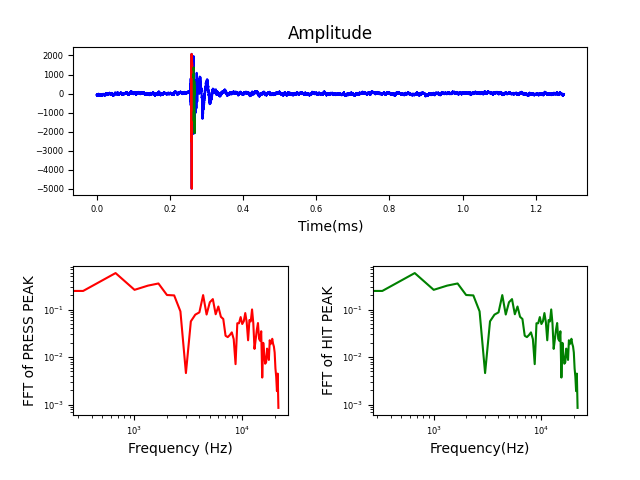 Amplitude
2000
1000
0
−1000
−2000
−3000
−4000
−5000
0.0 0.2 0.4 0.6 0.8 1.0 1.2
Time(ms)
FFT of PRESS PEAK
10⁻¹
10⁻²
10⁻³
10³ 10⁴
Frequency (Hz)
FFT of HIT PEAK
10⁻¹
10⁻²
10⁻³
10³ 10⁴
Frequency(Hz)